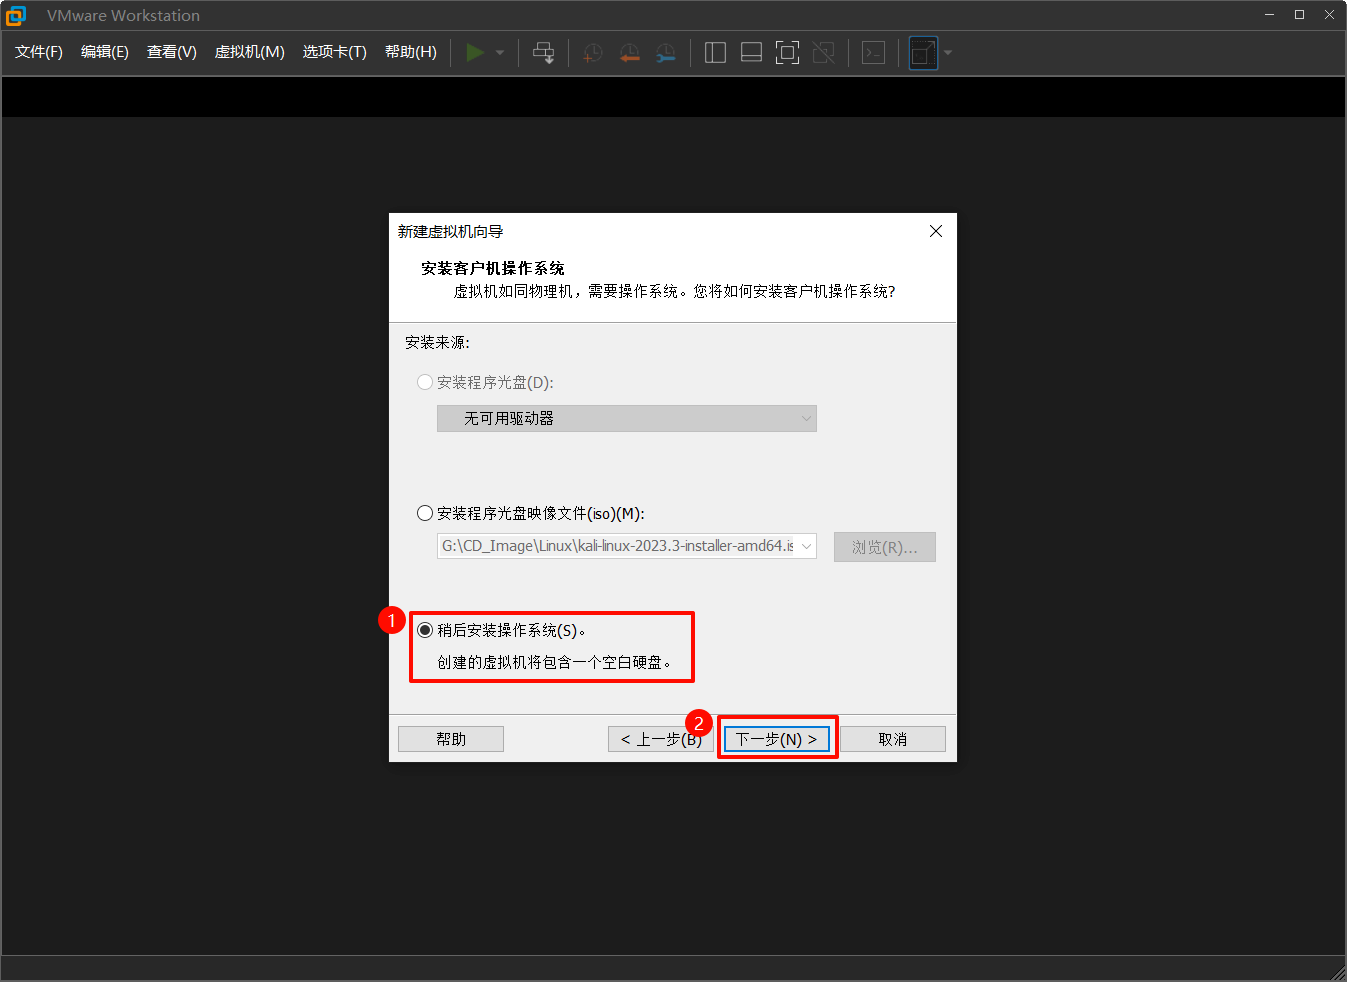 VMware Workstation
文件(F) 编辑(E) 查看(V) 虚拟机(M) 选项卡(T) 帮助(H)
新建虚拟机向导
安装客户机操作系统
虚拟机如同物理机，需要操作系统。您将如何安装客户机操作系统?
安装来源:
安装程序光盘(D):
无可用驱动器
安装程序光盘映像文件(iso)(M):
G:\CD_Image\Linux\kali-linux-2023.3-installer-amd64.is
浏览(R)...
1
稍后安装操作系统(S)。
创建的虚拟机将包含一个空白硬盘。
2
帮助 < 上一步(B) 下一步(N) > 取消